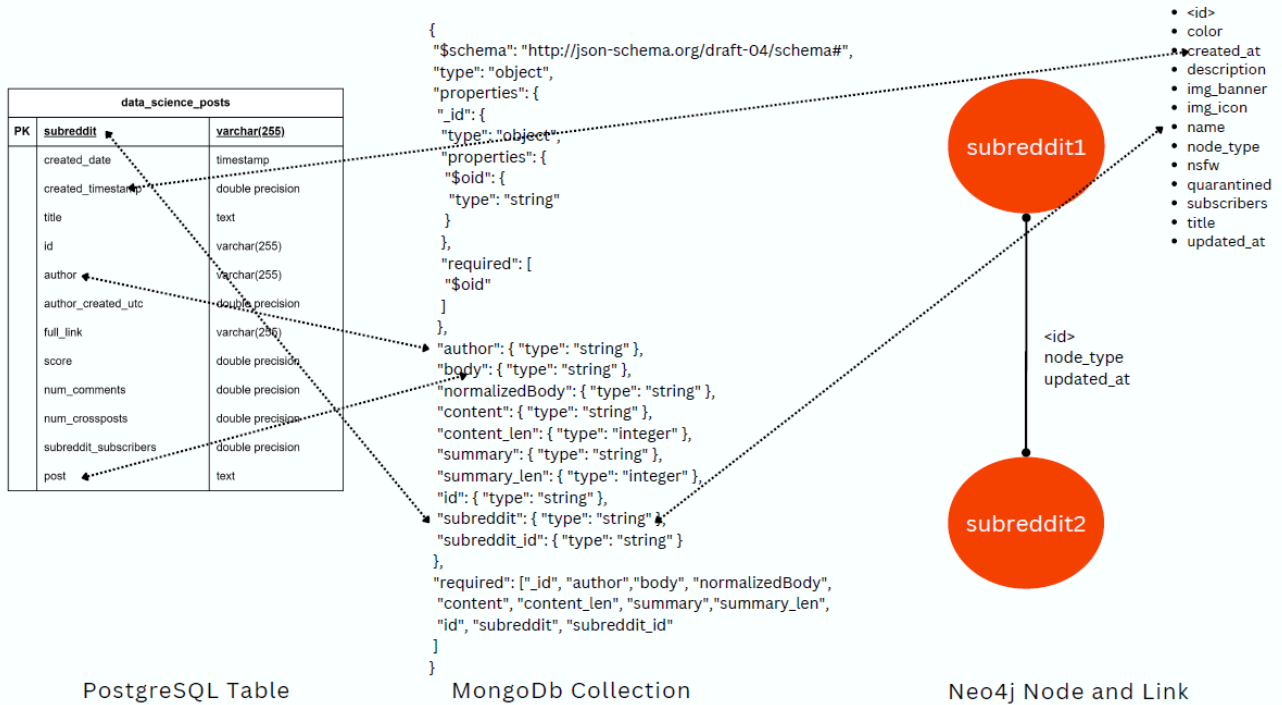 data_science_posts
PK subreddit varchar(255)
created_date timestamp
created_timestamp double precision
title text
id varchar(255)
author varchar(255)
author_created_utc double precision
full_link varchar(255)
score double precision
num_comments double precision
num_crossposts double precision
subreddit_subscribers double precision
post text
PostgreSQL Table
{
"$schema": "http://json-schema.org/draft-04/schema#",
"type": "object",
"properties": {
"_id": {
"type": "object",
"properties": {
"$oid": {
"type": "string"
}
},
"required": [
"$oid"
]
},
"author": { "type": "string" },
"body": { "type": "string" },
"normalizedBody": { "type": "string" },
"content": { "type": "string" },
"content_len": { "type": "integer" },
"summary": { "type": "string" },
"summary_len": { "type": "integer" },
"id": { "type": "string" },
"subreddit": { "type": "string" },
"subreddit_id": { "type": "string" }
},
"required": ["_id", "author","body", "normalizedBody",
"content", "content_len", "summary","summary_len",
"id", "subreddit", "subreddit_id"
]
}
MongoDb Collection
subreddit1
<id>
node_type
updated_at
subreddit2
• <id>
• color
• created_at
• description
• img_banner
• img_icon
• name
• node_type
• nsfw
• quarantined
• subscribers
• title
• updated_at
Neo4j Node and Link